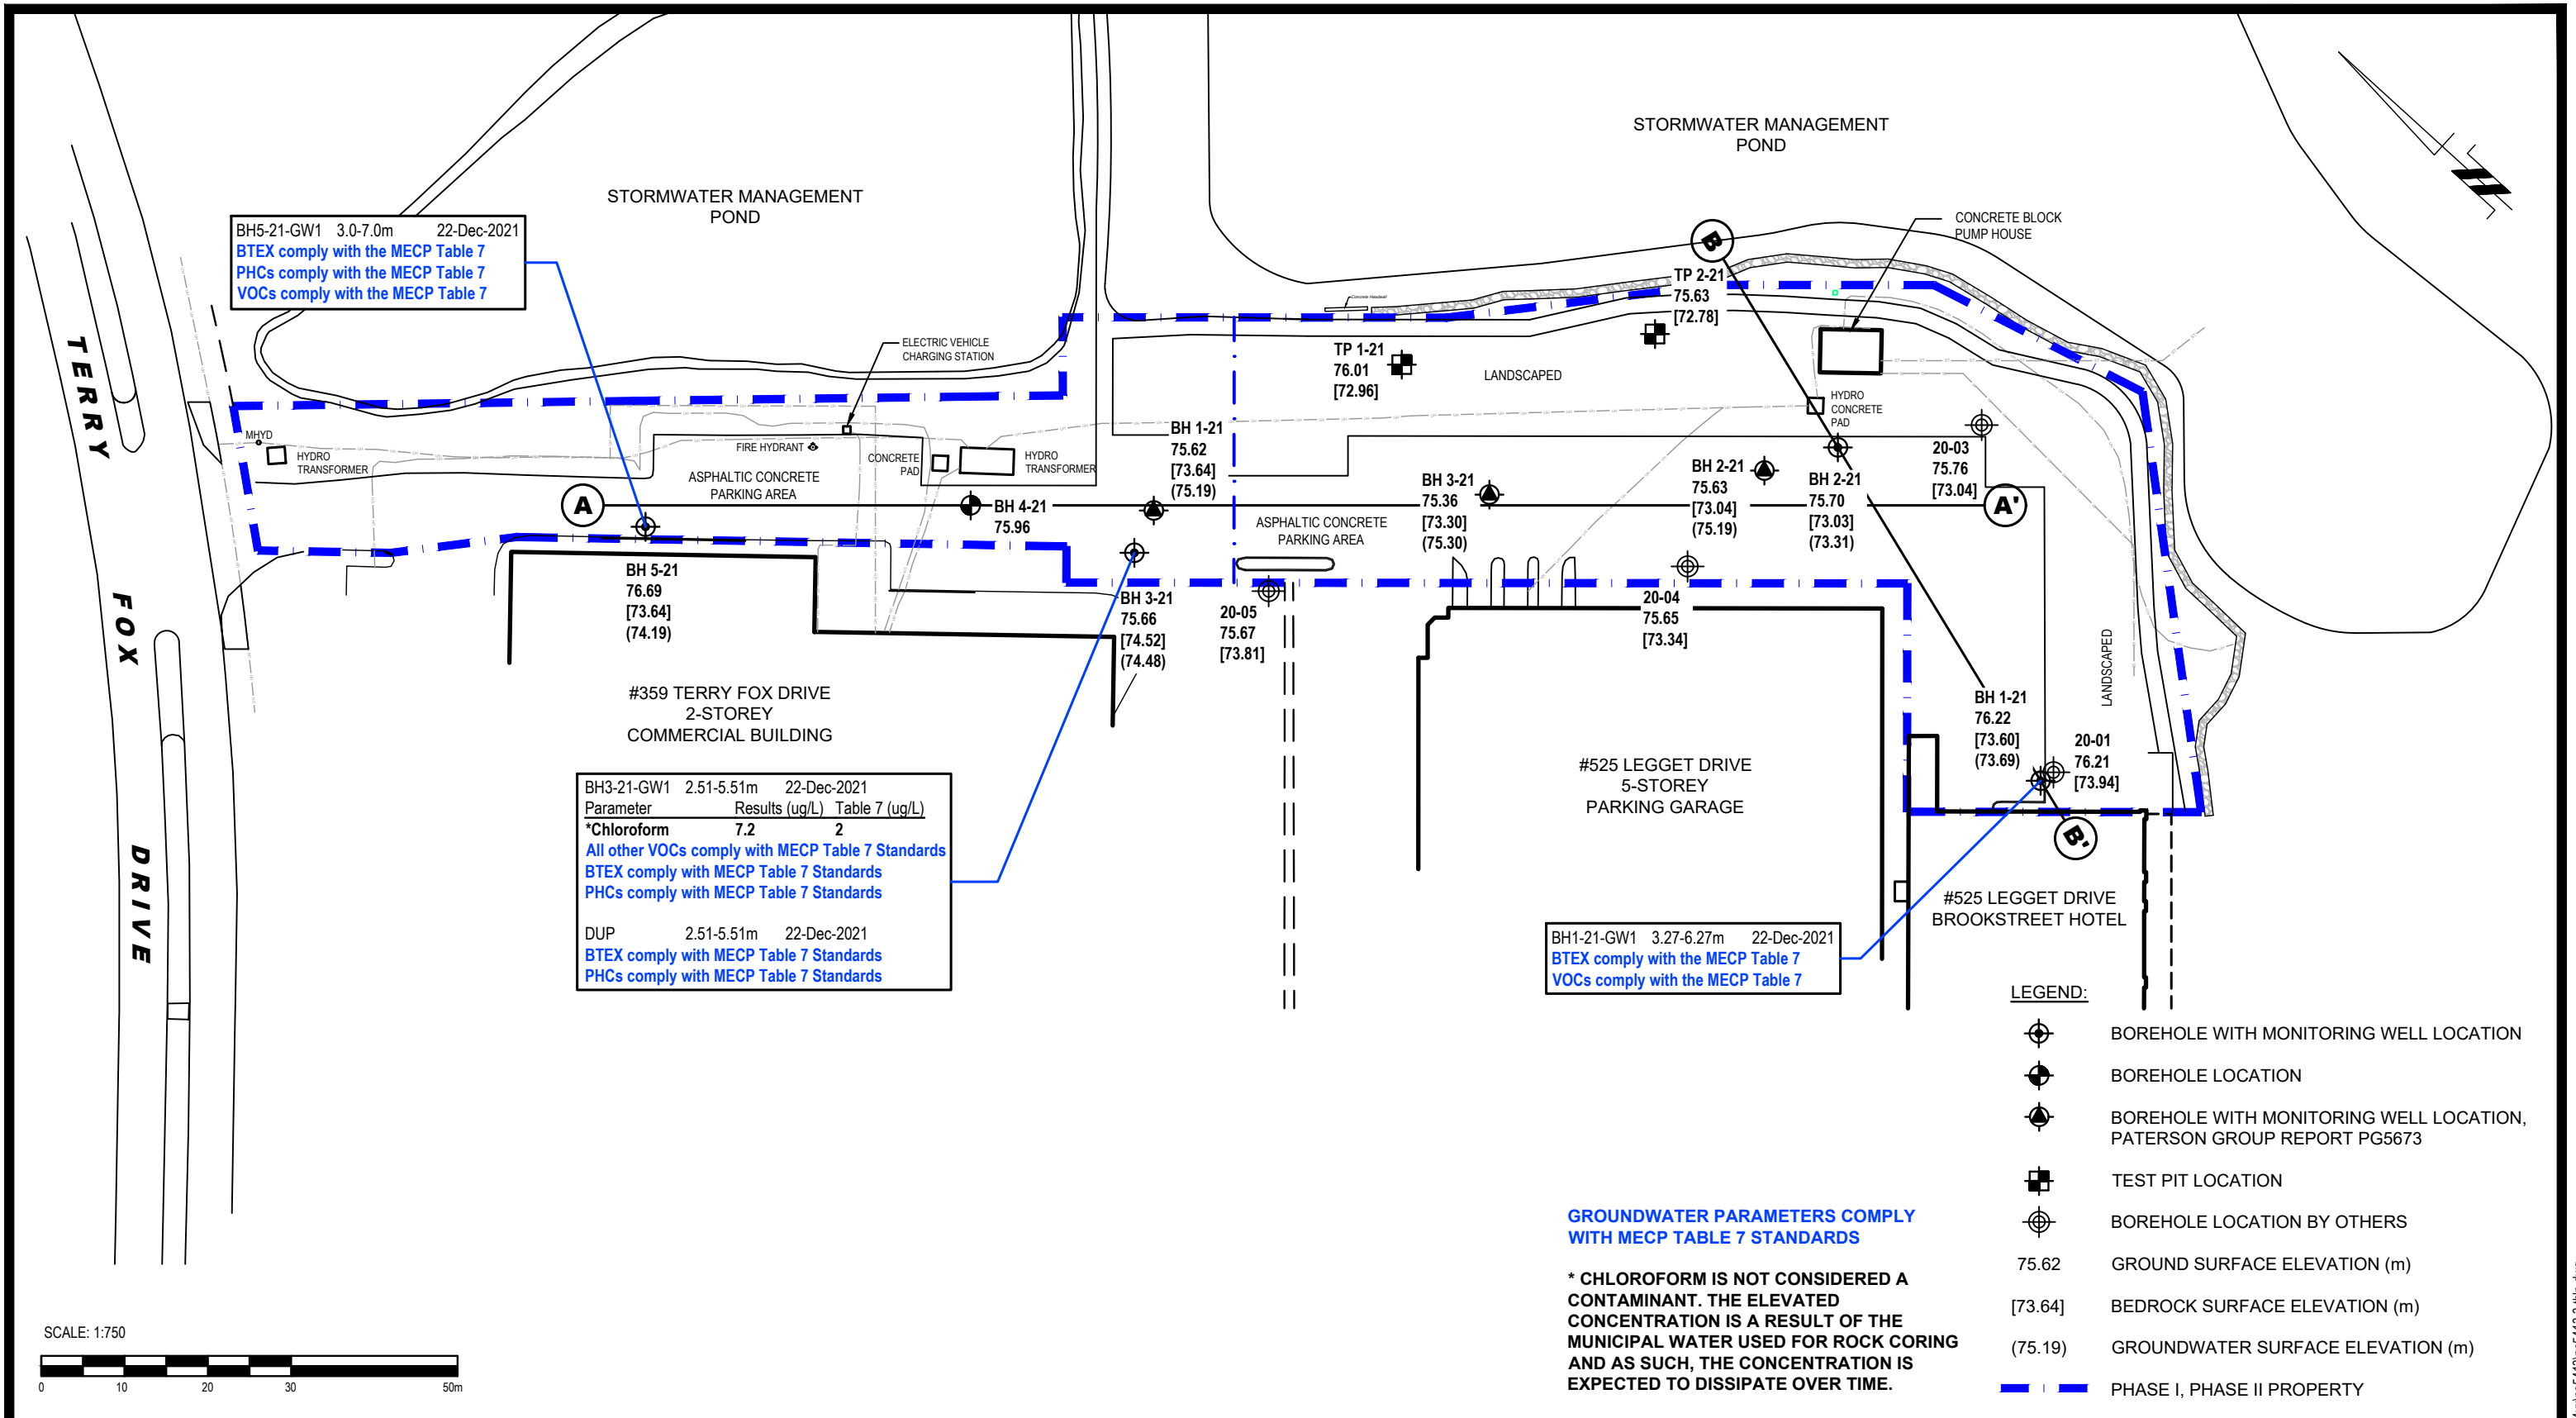 STORMWATER MANAGEMENT
POND
STORMWATER MANAGEMENT
POND
BH5-21-GW1 3.0-7.0m 22-Dec-2021
BTEX comply with the MECP Table 7
PHCs comply with the MECP Table 7
VOCs comply with the MECP Table 7
CONCRETE BLOCK
PUMP HOUSE
B
TP 2-21
75.63
[72.78]
TP 1-21
76.01
[72.96]
LANDSCAPED
ELECTRIC VEHICLE
CHARGING STATION
HYDRO
CONCRETE
PAD
MHYD
HYDRO
TRANSFORMER
FIRE HYDRANT
CONCRETE
PAD
HYDRO
TRANSFORMER
ASPHALTIC CONCRETE
PARKING AREA
BH 1-21
75.62
[73.64]
(75.19)
BH 3-21
75.36
[73.30]
(75.30)
BH 2-21
75.63
[73.04]
(75.19)
BH 2-21
75.70
[73.03]
(73.31)
20-03
75.76
[73.04]
A
A'
BH 4-21
75.96
ASPHALTIC CONCRETE
PARKING AREA
BH 5-21
76.69
[73.64]
(74.19)
BH 3-21
75.66
[74.52]
(74.48)
20-05
75.67
[73.81]
20-04
75.65
[73.34]
LANDSCAPED
BH 1-21
76.22
[73.60]
(73.69)
20-01
76.21
[73.94]
B'
TERRY FOX DRIVE
#359 TERRY FOX DRIVE
2-STOREY
COMMERCIAL BUILDING
#525 LEGGET DRIVE
5-STOREY
PARKING GARAGE
#525 LEGGET DRIVE
BROOKSTREET HOTEL
BH3-21-GW1 2.51-5.51m 22-Dec-2021
Parameter Results (ug/L) Table 7 (ug/L)
*Chloroform 7.2 2
All other VOCs comply with MECP Table 7 Standards
BTEX comply with MECP Table 7 Standards
PHCs comply with MECP Table 7 Standards
DUP 2.51-5.51m 22-Dec-2021
BTEX comply with MECP Table 7 Standards
PHCs comply with MECP Table 7 Standards
BH1-21-GW1 3.27-6.27m 22-Dec-2021
BTEX comply with the MECP Table 7
VOCs comply with the MECP Table 7
LEGEND:
BOREHOLE WITH MONITORING WELL LOCATION
BOREHOLE LOCATION
BOREHOLE WITH MONITORING WELL LOCATION,
PATERSON GROUP REPORT PG5673
TEST PIT LOCATION
BOREHOLE LOCATION BY OTHERS
75.62 GROUND SURFACE ELEVATION (m)
[73.64] BEDROCK SURFACE ELEVATION (m)
(75.19) GROUNDWATER SURFACE ELEVATION (m)
PHASE I, PHASE II PROPERTY
GROUNDWATER PARAMETERS COMPLY
WITH MECP TABLE 7 STANDARDS
* CHLOROFORM IS NOT CONSIDERED A
CONTAMINANT. THE ELEVATED
CONCENTRATION IS A RESULT OF THE
MUNICIPAL WATER USED FOR ROCK CORING
AND AS SUCH, THE CONCENTRATION IS
EXPECTED TO DISSIPATE OVER TIME.
SCALE: 1:750
0 10 20 30 50m